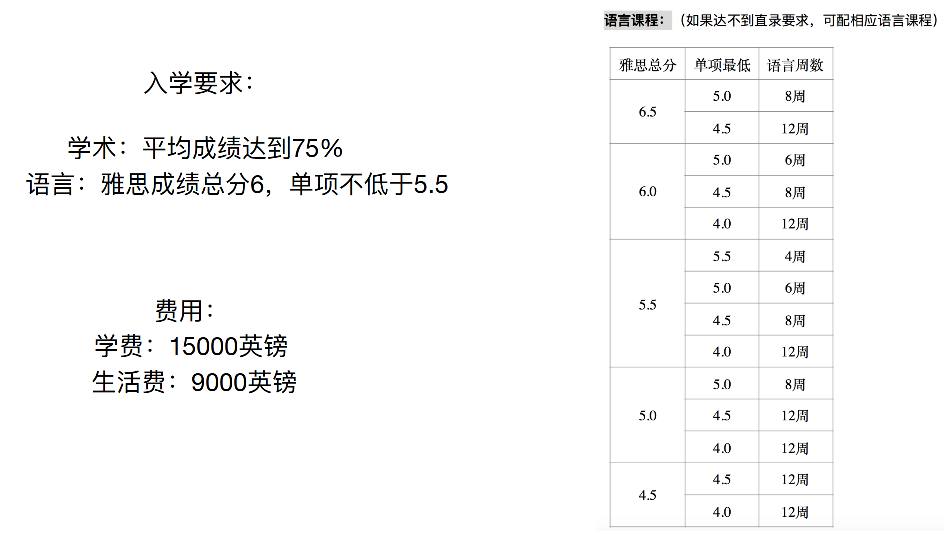 入学要求：
学术：平均成绩达到75%
语言：雅思成绩总分6，单项不低于5.5
费用：
学费：15000英镑
生活费：9000英镑
语言课程：（如果达不到直录要求，可配相应语言课程）
雅思总分 单项最低 语言周数
6.5 5.0 8周
4.5 12周
6.0 5.0 6周
4.5 8周
4.0 12周
5.5 5.5 4周
5.0 6周
4.5 8周
4.0 12周
5.0 5.0 8周
4.5 12周
4.0 12周
4.5 4.5 12周
4.0 12周